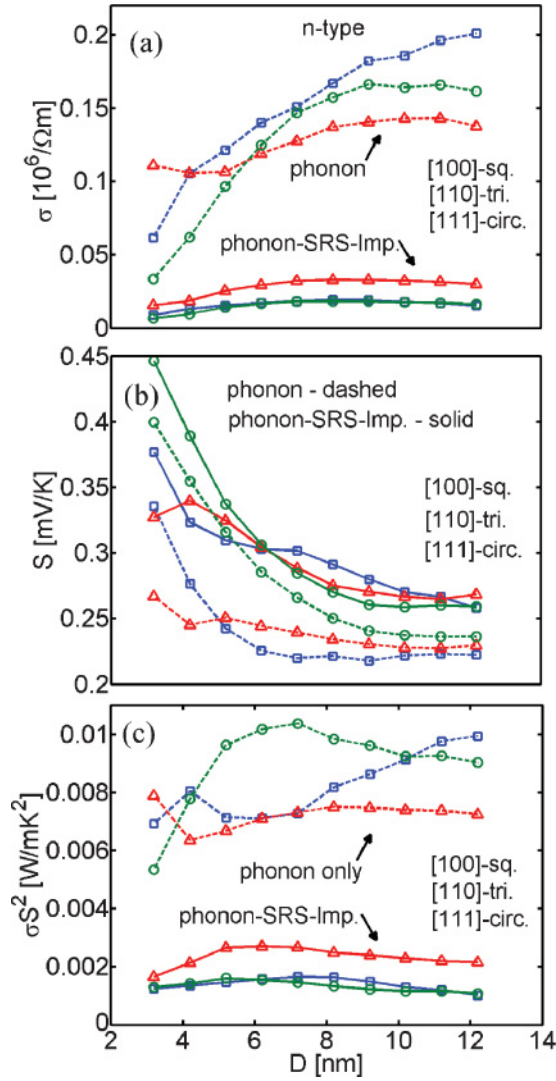 (a)
n-type
0.2
0.15
0.1
0.05
0
σ [10⁶/Ωm]
phonon
[100]-sq.
[110]-tri.
[111]-circ.
phonon-SRS-Imp.
(b)
phonon - dashed
phonon-SRS-Imp. - solid
0.45
0.4
0.35
0.3
0.25
0.2
S [mV/K]
[100]-sq.
[110]-tri.
[111]-circ.
(c)
0.01
0.008
0.006
0.004
0.002
0
σS² [W/mK²]
phonon only
[100]-sq.
[110]-tri.
[111]-circ.
phonon-SRS-Imp.
2 4 6 8 10 12 14
D [nm]